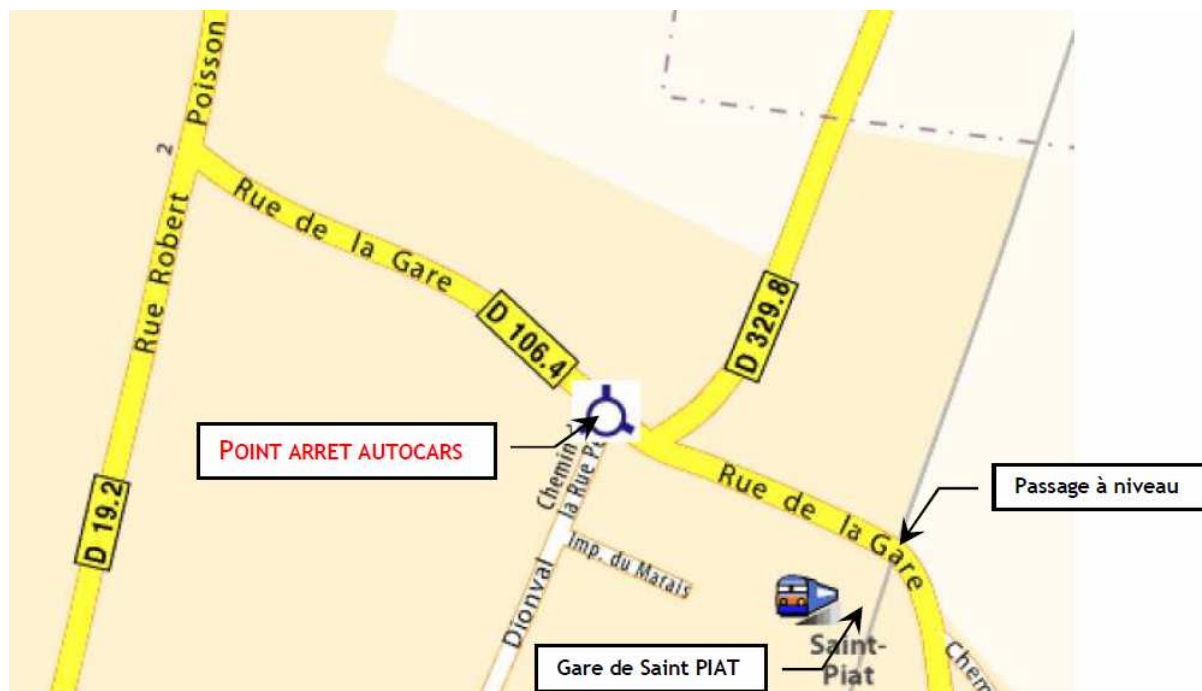 Poisson
2
Rue Robert
Rue de la Gare
D 106.4
D 329.8
POINT ARRET AUTOCARS
Chemin
la Rue
Rue de la Gare
Passage à niveau
D 19.2
Imp. du Marais
Dionval
Saint-
Piat
Gare de Saint PIAT